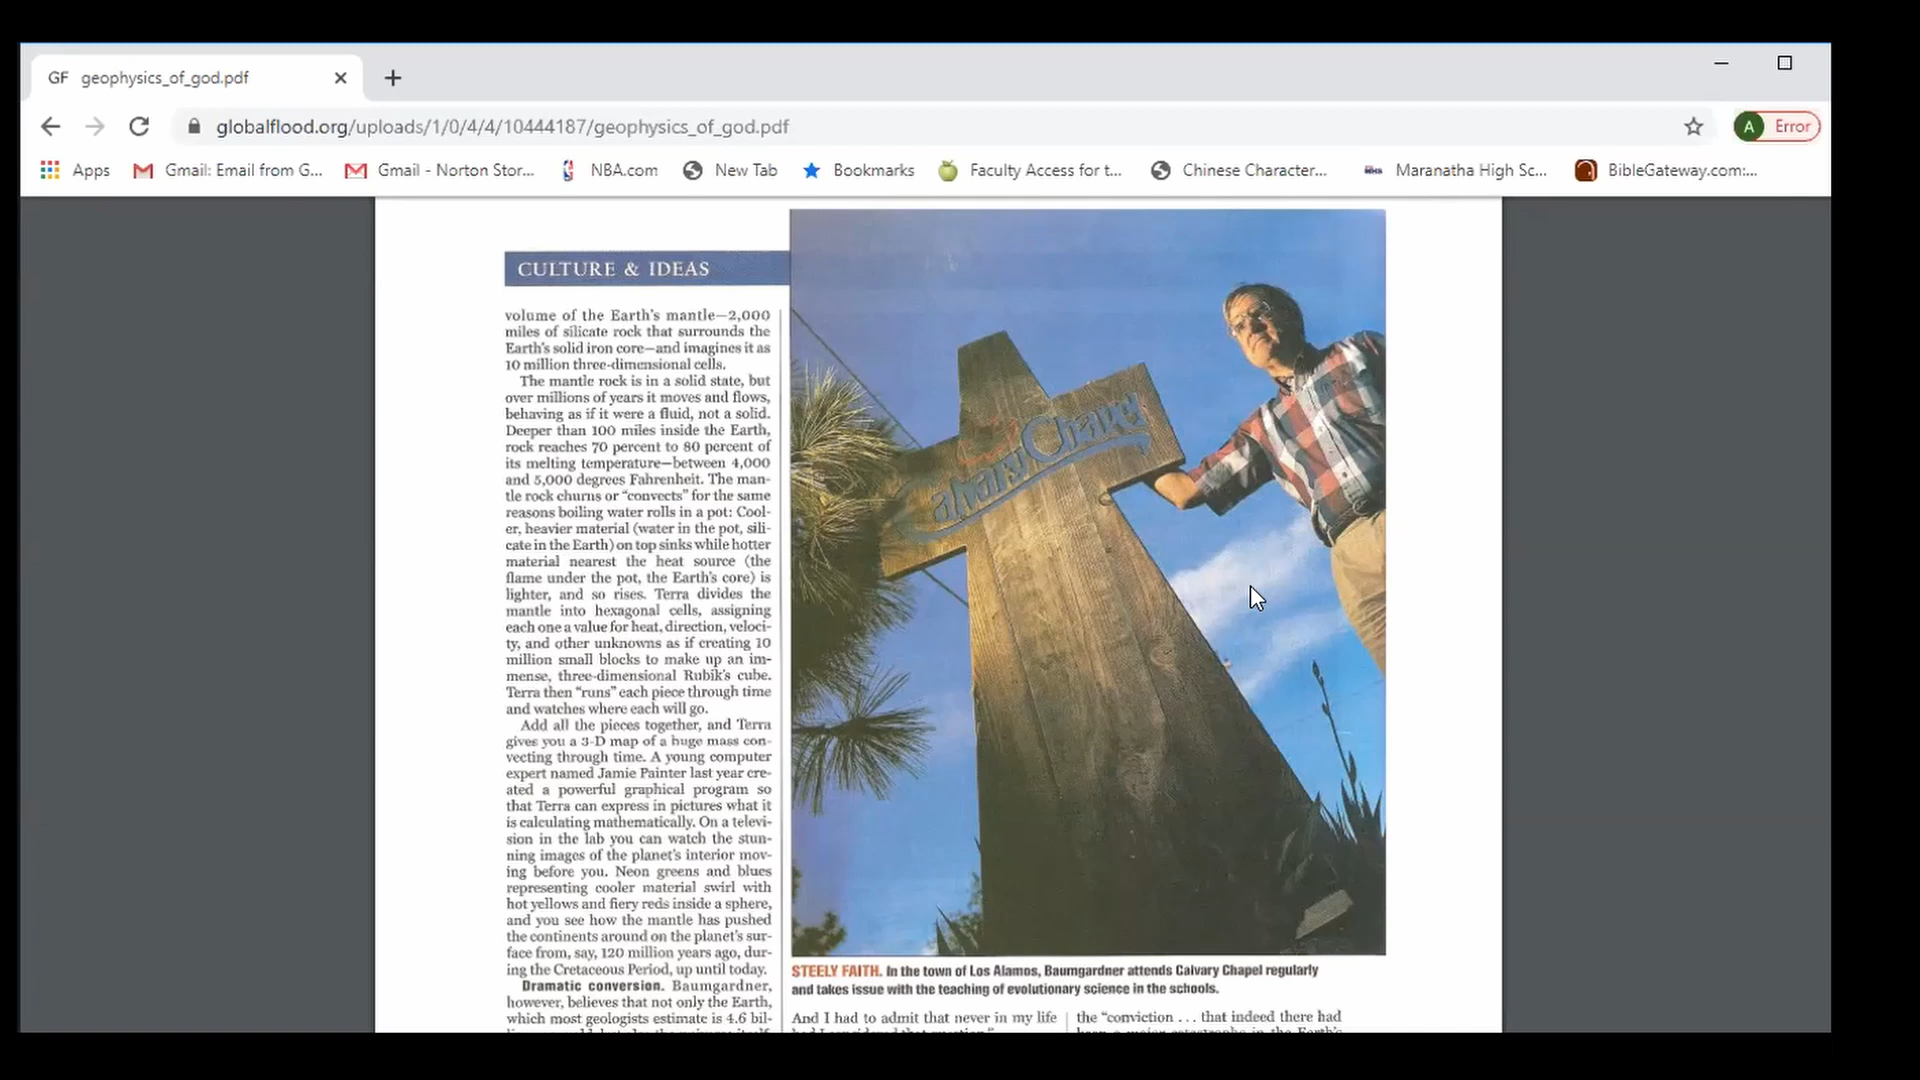 GF geophysics_of_god.pdf
globalflood.org/uploads/1/0/4/4/10444187/geophysics_of_god.pdf
A Error
Apps Gmail: Email from G... Gmail - Norton Stor... NBA.com New Tab Bookmarks Faculty Access for t... Chinese Character... Maranatha High Sc... BibleGateway.com:...
CULTURE & IDEAS
volume of the Earth's mantle—2,000
miles of silicate rock that surrounds the
Earth's solid iron core—and imagines it as
10 million three-dimensional cells.
The mantle rock is in a solid state, but
over millions of years it moves and flows,
behaving as if it were a fluid, not a solid.
Deeper than 100 miles inside the Earth,
rock reaches 70 percent to 80 percent of
its melting temperature—between 4,000
and 5,000 degrees Fahrenheit. The man-
tle rock churns or "convects" for the same
reasons boiling water rolls in a pot: Cool-
er, heavier material (water in the pot, sili-
cate in the Earth) on top sinks while hotter
material nearest the heat source (the
flame under the pot, the Earth's core) is
lighter, and so rises. Terra divides the
mantle into hexagonal cells, assigning
each one a value for heat, direction, veloci-
ty, and other unknowns as if creating 10
million small blocks to make up an im-
mense, three-dimensional Rubik's cube.
Terra then "runs" each piece through time
and watches where each will go.
Add all the pieces together, and Terra
gives you a 3-D map of a huge mass con-
vecting through time. A young computer
expert named Jamie Painter last year cre-
ated a powerful graphical program so
that Terra can express in pictures what it
is calculating mathematically. On a televi-
sion in the lab you can watch the stun-
ning images of the planet's interior mov-
ing before you. Neon greens and blues
representing cooler material swirl with
hot yellows and fiery reds inside a sphere,
and you see how the mantle has pushed
the continents around on the planet's sur-
face from, say, 120 million years ago, dur-
ing the Cretaceous Period, up until today.
Dramatic conversion. Baumgardner,
however, believes that not only the Earth,
which most geologists estimate is 4.6 bil-
Calvary Chapel
STEELY FAITH. In the town of Los Alamos, Baumgardner attends Calvary Chapel regularly
and takes issue with the teaching of evolutionary science in the schools.
And I had to admit that never in my life
the "conviction . . . that indeed there had